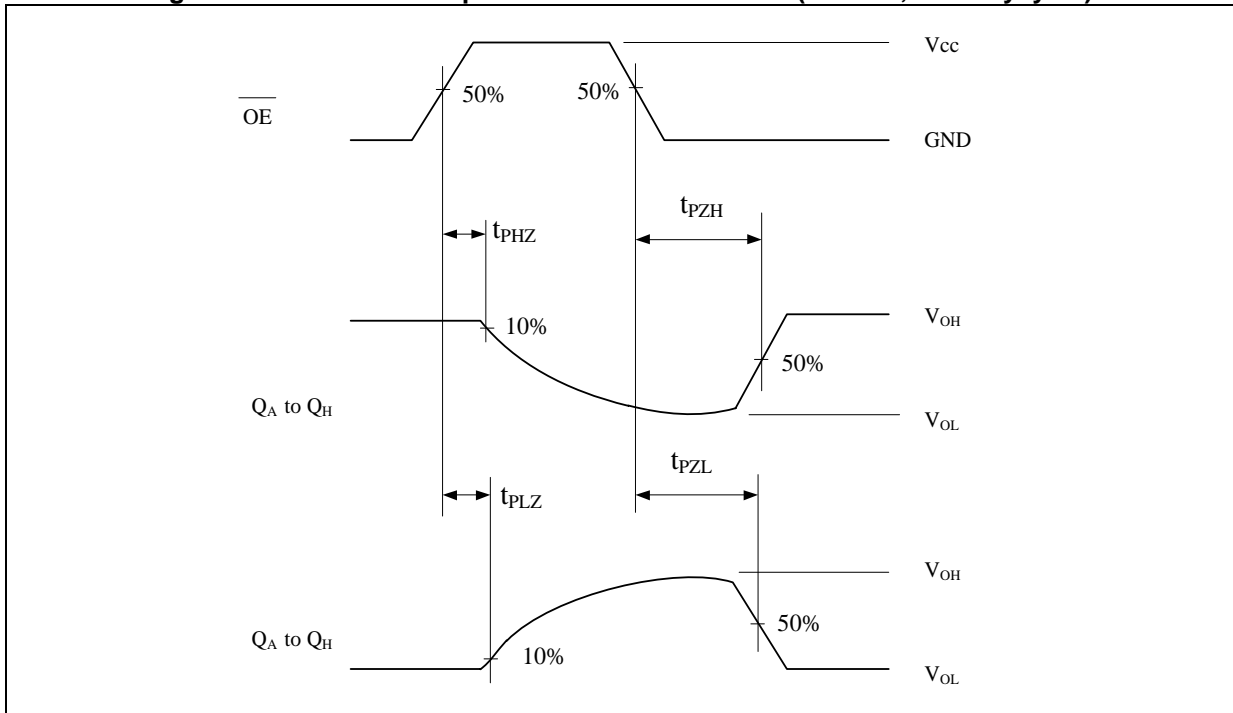 Vcc
50% 50%
OE
GND
tPZH
tPHZ
VOH
10%
50%
QA to QH
VOL
tPZL
tPLZ
VOH
50%
QA to QH
10%
VOL